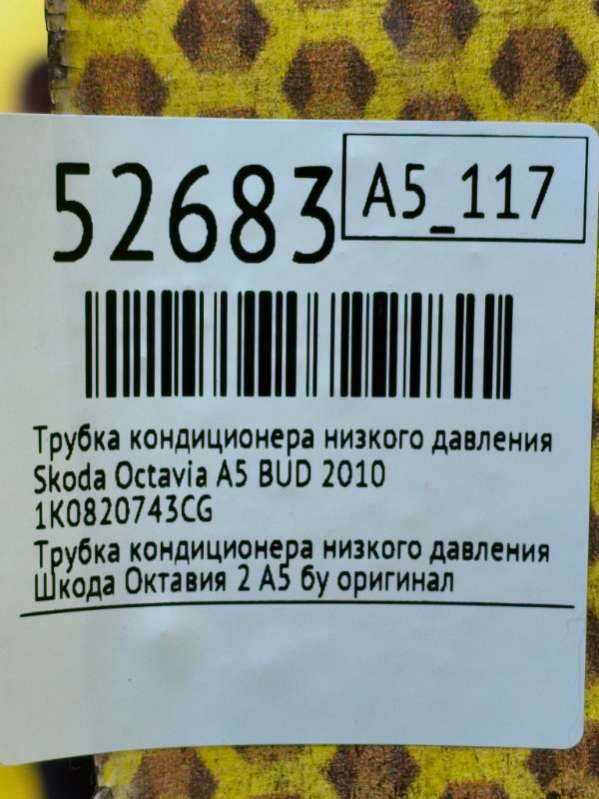 52683
A5_117
Трубка кондиционера низкого давления
Skoda Octavia A5 BUD 2010
1K0820743CG
Трубка кондиционера низкого давления
Шкода Октавия 2 А5 бу оригинал